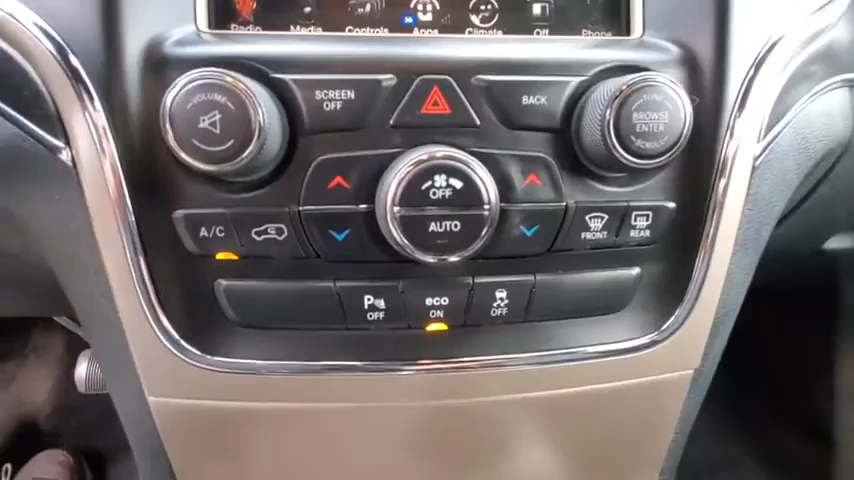 Radio Media Controls Apps Climate Off Phone
VOLUME
SCREEN
OFF
BACK
TUNE
BROWSE
ENTER
SCROLL
OFF
AUTO
A/C
FRONT
REAR
P
OFF
eco
ON
OFF